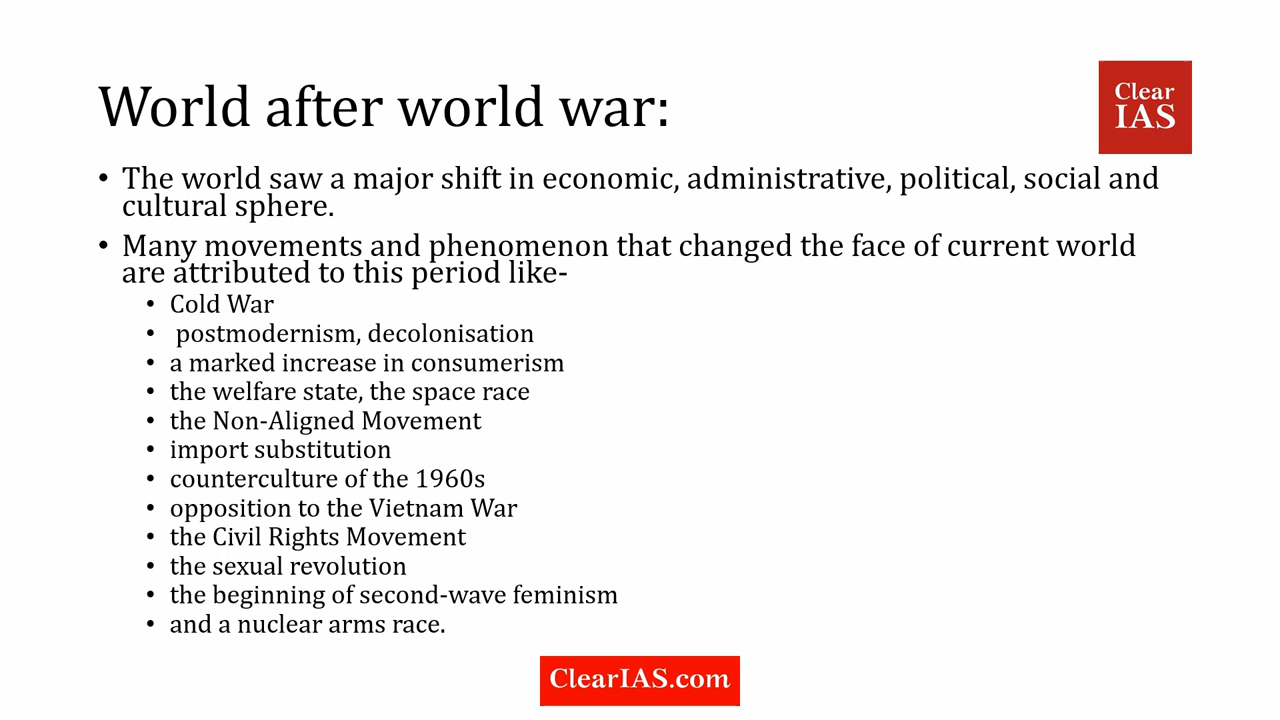 World after world war:
Clear
IAS
• The world saw a major shift in economic, administrative, political, social and
cultural sphere.
• Many movements and phenomenon that changed the face of current world
are attributed to this period like-
• Cold War
• postmodernism, decolonisation
• a marked increase in consumerism
• the welfare state, the space race
• the Non-Aligned Movement
• import substitution
• counterculture of the 1960s
• opposition to the Vietnam War
• the Civil Rights Movement
• the sexual revolution
• the beginning of second-wave feminism
• and a nuclear arms race.
ClearIAS.com